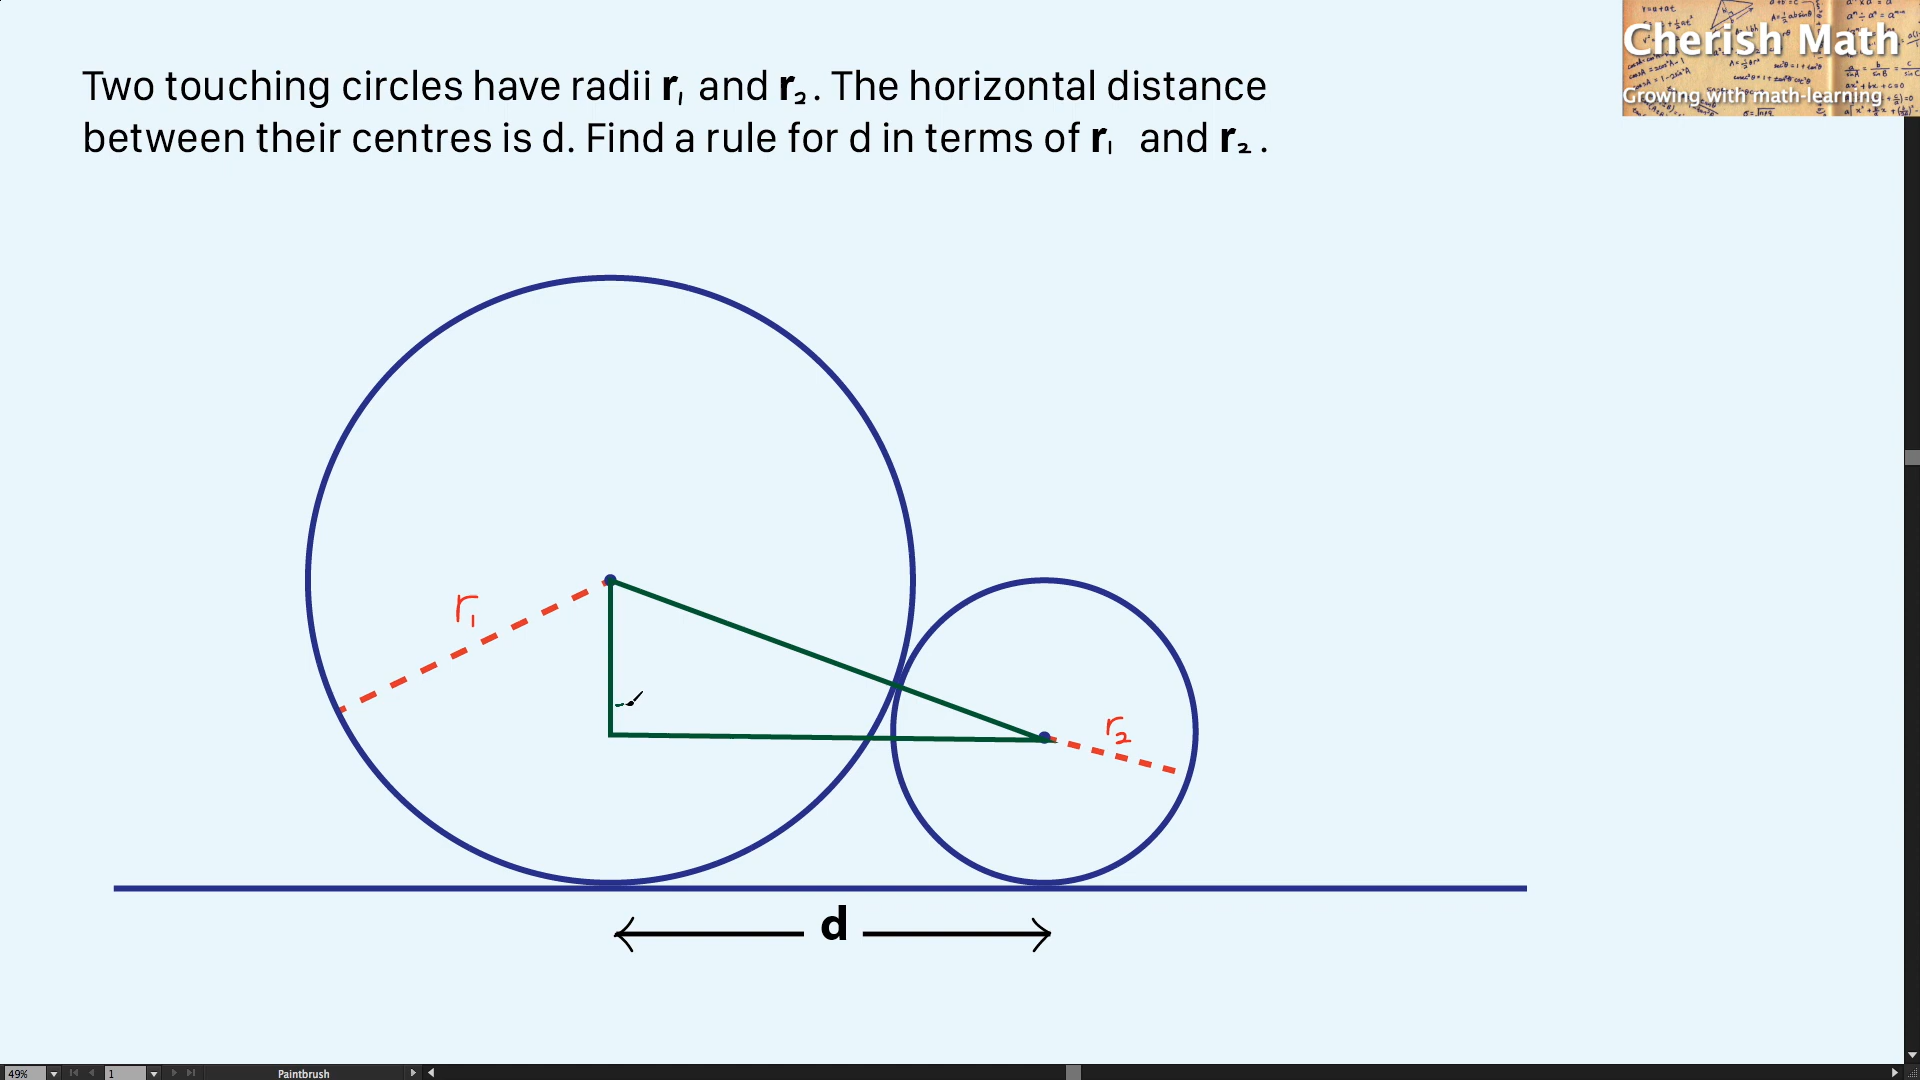 Two touching circles have radii r₁ and r₂. The horizontal distance
between their centres is d. Find a rule for d in terms of r₁ and r₂.
Cherish Math
Growing with math-learning
r₁
r₂
d
49%
1
Paintbrush